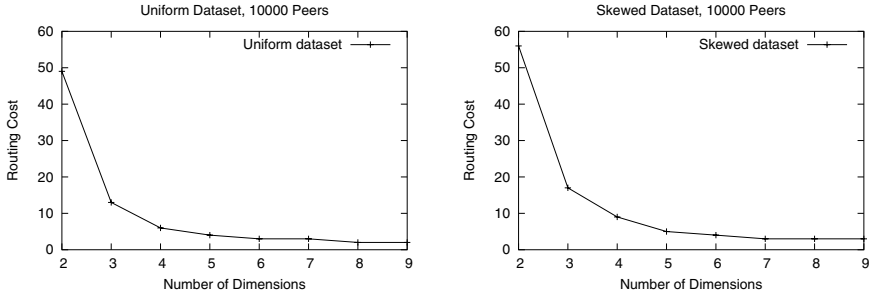 Uniform Dataset, 10000 Peers
Uniform dataset
Routing Cost
60
50
40
30
20
10
0
2 3 4 5 6 7 8 9
Number of Dimensions
Skewed Dataset, 10000 Peers
Skewed dataset
Routing Cost
60
50
40
30
20
10
0
2 3 4 5 6 7 8 9
Number of Dimensions